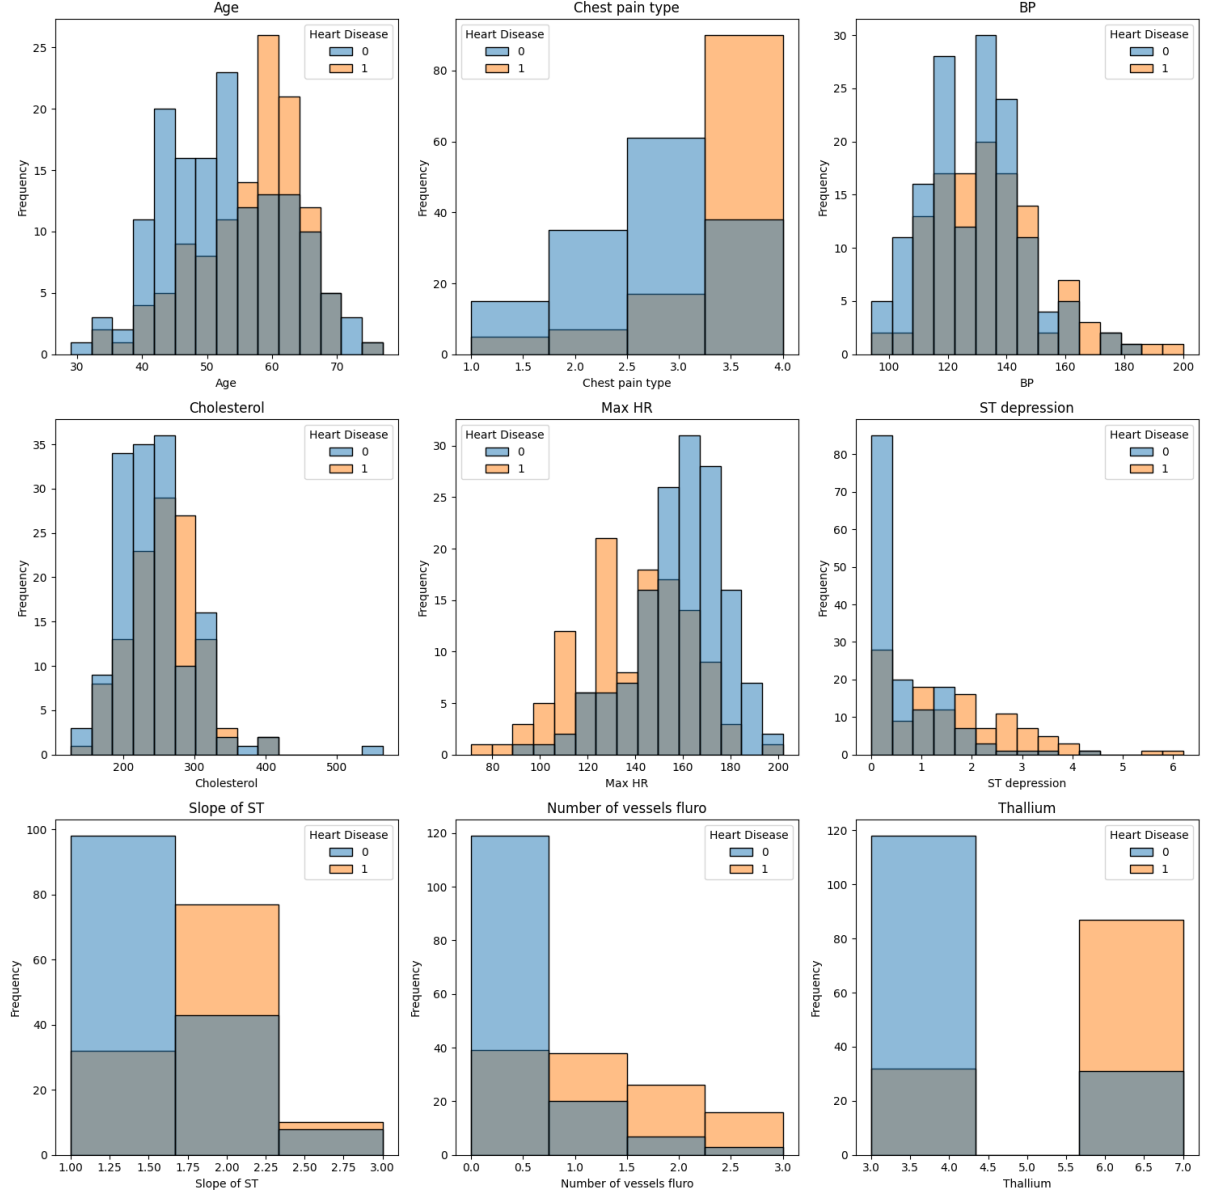 Age
Heart Disease
0
1
Frequency
25
20
15
10
5
0
30 40 50 60 70
Age
Chest pain type
Heart Disease
0
1
Frequency
80
60
40
20
0
1.0 1.5 2.0 2.5 3.0 3.5 4.0
Chest pain type
BP
Heart Disease
0
1
Frequency
30
25
20
15
10
5
0
100 120 140 160 180 200
BP
Cholesterol
Heart Disease
0
1
Frequency
35
30
25
20
15
10
5
0
200 300 400 500
Cholesterol
Max HR
Heart Disease
0
1
Frequency
30
25
20
15
10
5
0
80 100 120 140 160 180 200
Max HR
ST depression
Heart Disease
0
1
Frequency
80
70
60
50
40
30
20
10
0
0 1 2 3 4 5 6
ST depression
Slope of ST
Heart Disease
0
1
Frequency
100
80
60
40
20
0
1.00 1.25 1.50 1.75 2.00 2.25 2.50 2.75 3.00
Slope of ST
Number of vessels fluro
Heart Disease
0
1
Frequency
120
100
80
60
40
20
0
0.0 0.5 1.0 1.5 2.0 2.5 3.0
Number of vessels fluro
Thallium
Heart Disease
0
1
Frequency
120
100
80
60
40
20
0
3.0 3.5 4.0 4.5 5.0 5.5 6.0 6.5 7.0
Thallium